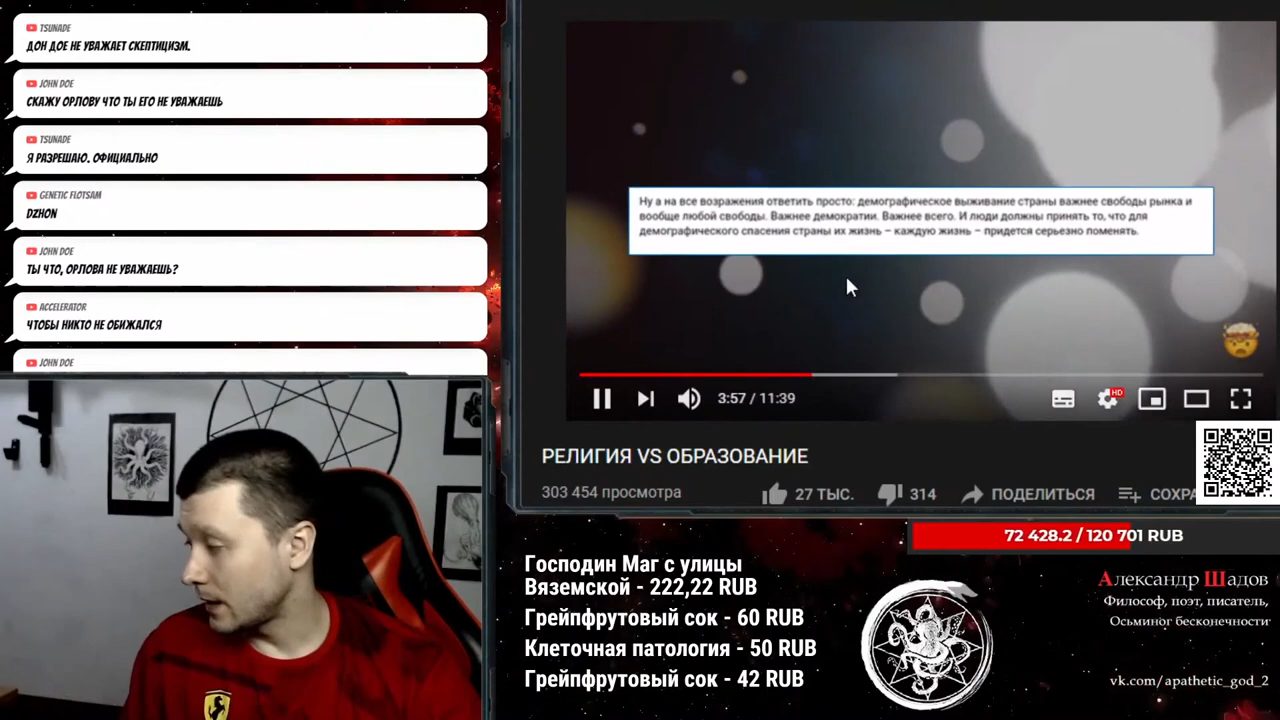 TSUNADE
ДОН ДОЕ НЕ УВАЖАЕТ СКЕПТИЦИЗМ.
JOHN DOE
СКАЖУ ОРЛОВУ ЧТО ТЫ ЕГО НЕ УВАЖАЕШЬ
TSUNADE
Я РАЗРЕШАЮ. ОФИЦИАЛЬНО
GENETIC FLOTSAM
DZHON
JOHN DOE
ТЫ ЧТО, ОРЛОВА НЕ УВАЖАЕШЬ?
ACCELERATOR
ЧТОБЫ НИКТО НЕ ОБИЖАЛСЯ
JOHN DOE
Ну а на все возражения ответить просто: демографическое выживание страны важнее свободы рынка и
вообще любой свободы. Важнее демократии. Важнее всего. И люди должны принять то, что для
демографического спасения страны их жизнь – каждую жизнь – придется серьезно поменять.
3:57 / 11:39
HD
РЕЛИГИЯ VS ОБРАЗОВАНИЕ
303 454 просмотра
27 ТЫС.
314
ПОДЕЛИТЬСЯ
СОХРА
72 428.2 / 120 701 RUB
Господин Маг с улицы
Вяземской - 222,22 RUB
Грейпфрутовый сок - 60 RUB
Клеточная патология - 50 RUB
Грейпфрутовый сок - 42 RUB
Александр Шадов
Философ, поэт, писатель,
Осьминог бесконечности
vk.com/apathetic_god_2